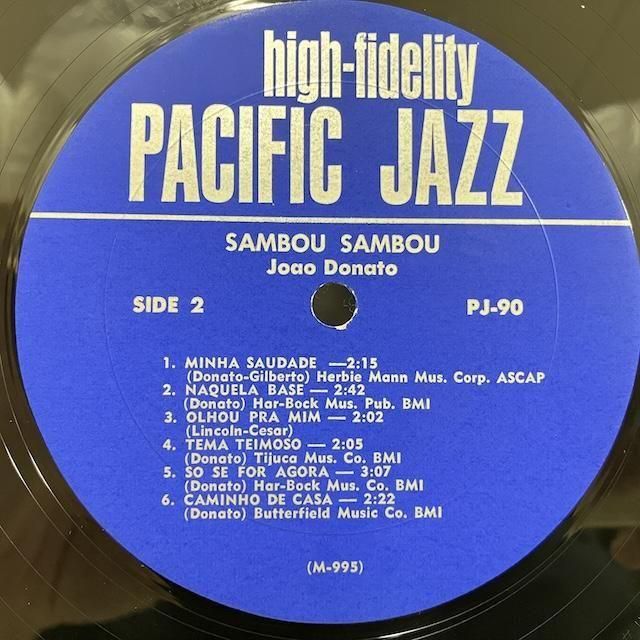 high-fidelity
PACIFIC JAZZ
SAMBOU SAMBOU
Joao Donato
SIDE 2 PJ-90
1. MINHA SAUDADE —2:15
(Donato-Gilberto) Herbie Mann Mus. Corp. ASCAP
2. NAQUELA BASE — 2:42
(Donato) Har-Bock Mus. Pub. BMI
3. OLHOU PRA MIM — 2:02
(Lincoln-Cesar)
4. TEMA TEIMOSO — 2:05
(Donato) Tijuca Mus. Co. BMI
5. SO SE FOR AGORA — 3:07
(Donato) Har-Bock Mus. Co. BMI
6. CAMINHO DE CASA — 2:22
(Donato) Butterfield Music Co. BMI
(M-995)